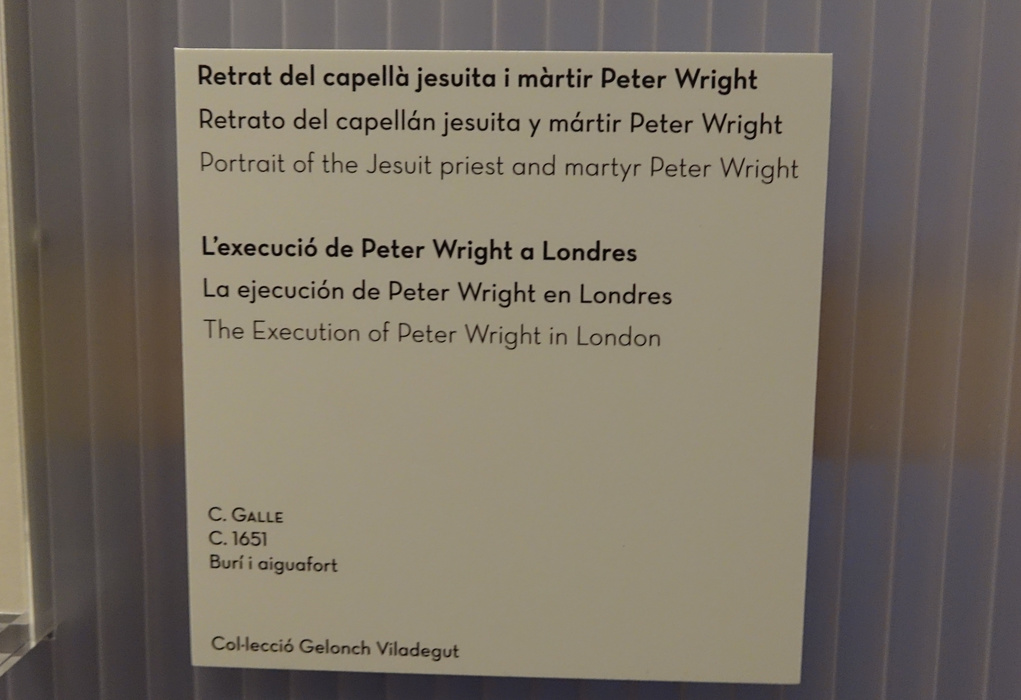 Retrat del capellà jesuita i màrtir Peter Wright
Retrato del capellán jesuita y mártir Peter Wright
Portrait of the Jesuit priest and martyr Peter Wright
L'execució de Peter Wright a Londres
La ejecución de Peter Wright en Londres
The Execution of Peter Wright in London
C. GALLE
C. 1651
Burí i aiguafort
Col·lecció Gelonch Viladegut